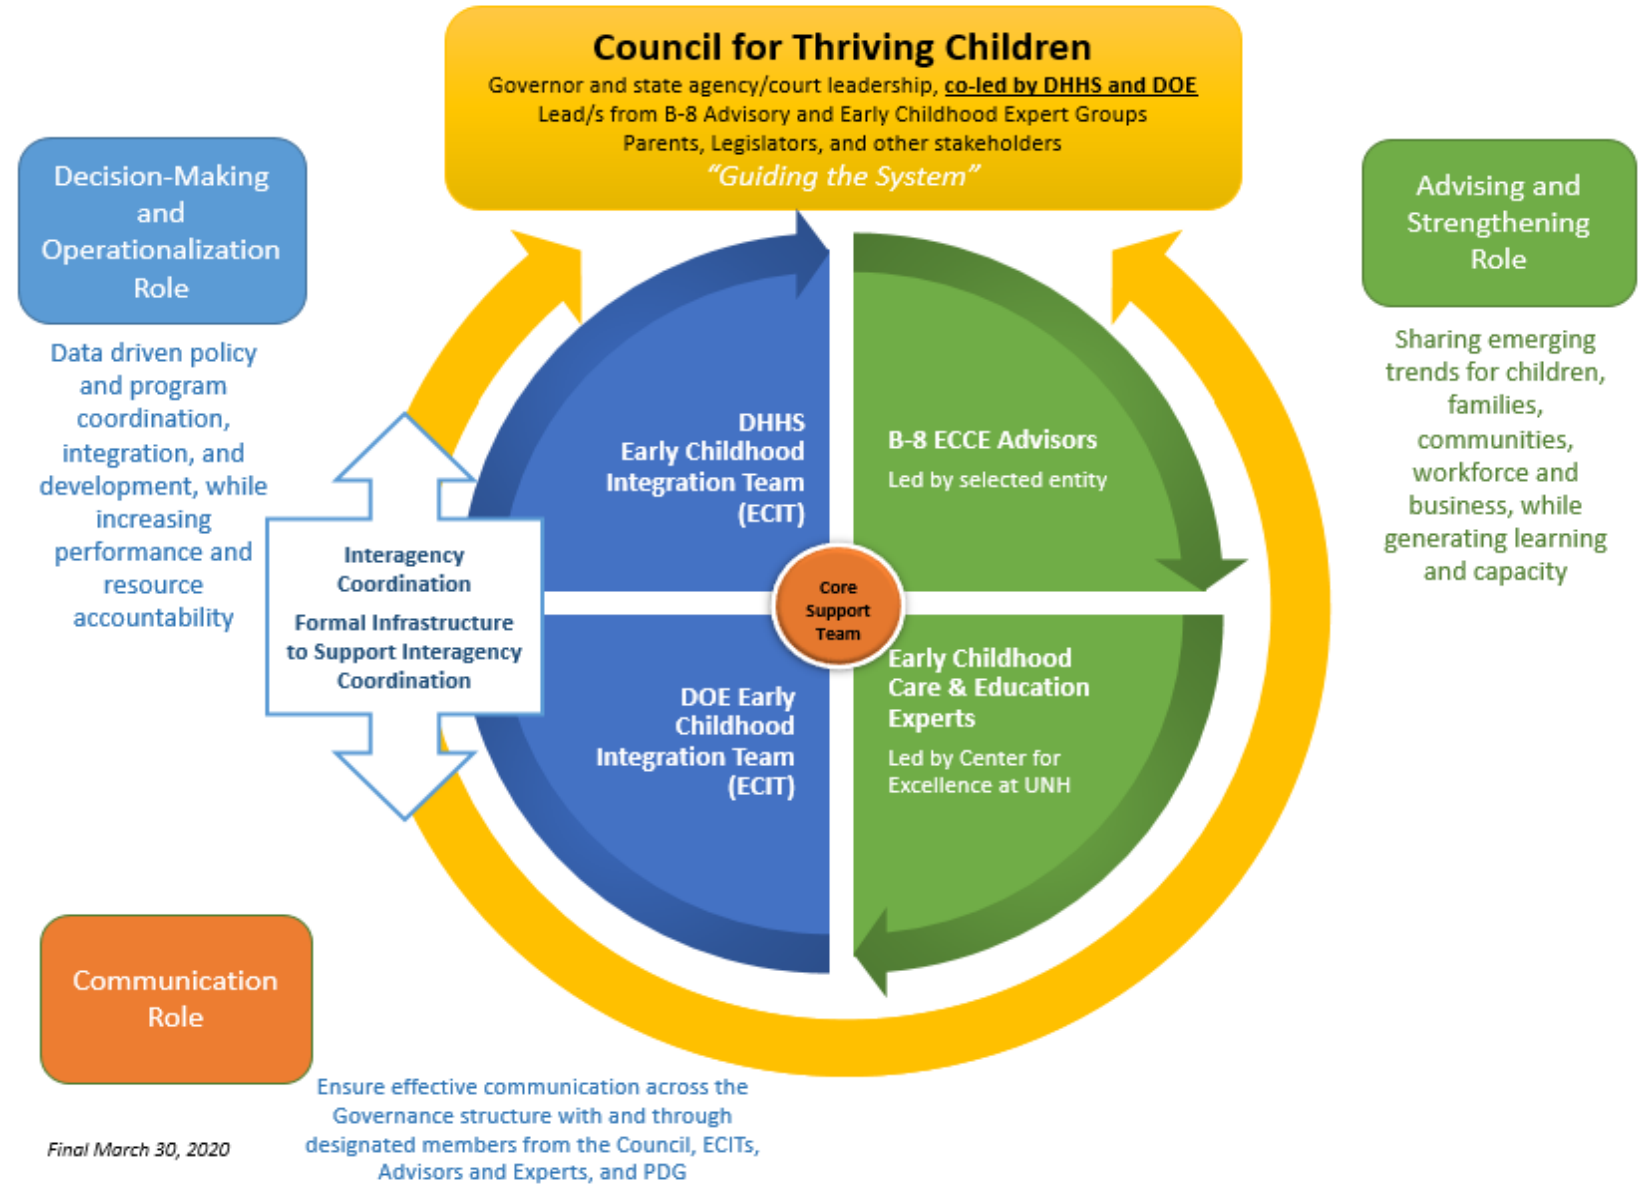 Council for Thriving Children
Governor and state agency/court leadership, co-led by DHHS and DOE
Lead/s from B-8 Advisory and Early Childhood Expert Groups
Parents, Legislators, and other stakeholders
“Guiding the System”
Decision-Making
and
Operationalization
Role
Data driven policy
and program
coordination,
integration, and
development, while
increasing
performance and
resource
accountability
Advising and
Strengthening
Role
Sharing emerging
trends for children,
families,
communities,
workforce and
business, while
generating learning
and capacity
DHHS
Early Childhood
Integration Team
(ECIT)
B-8 ECCE Advisors
Led by selected entity
Interagency
Coordination
Formal Infrastructure
to Support Interagency
Coordination
Core
Support
Team
DOE Early
Childhood
Integration Team
(ECIT)
Early Childhood
Care & Education
Experts
Led by Center for
Excellence at UNH
Communication
Role
Ensure effective communication across the
Governance structure with and through
designated members from the Council, ECITs,
Advisors and Experts, and PDG
Final March 30, 2020